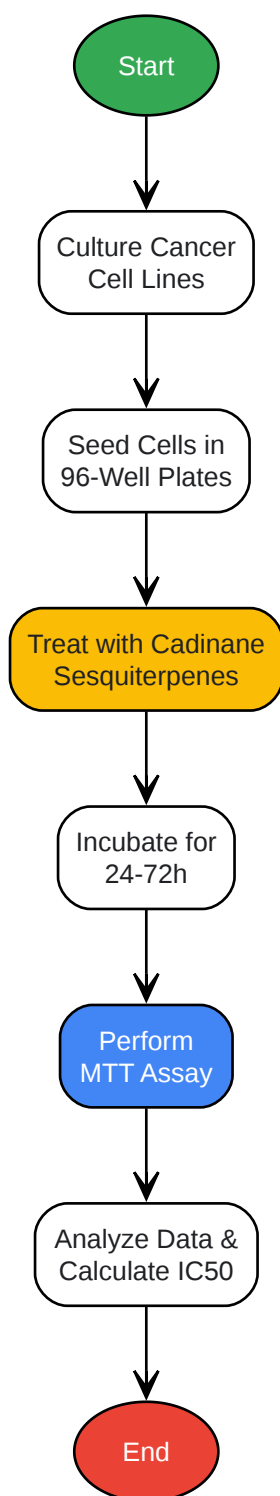 Start
Culture Cancer
Cell Lines
Seed Cells in
96-Well Plates
Treat with Cadinane
Sesquiterpenes
Incubate for
24-72h
Perform
MTT Assay
Analyze Data &
Calculate IC50
End